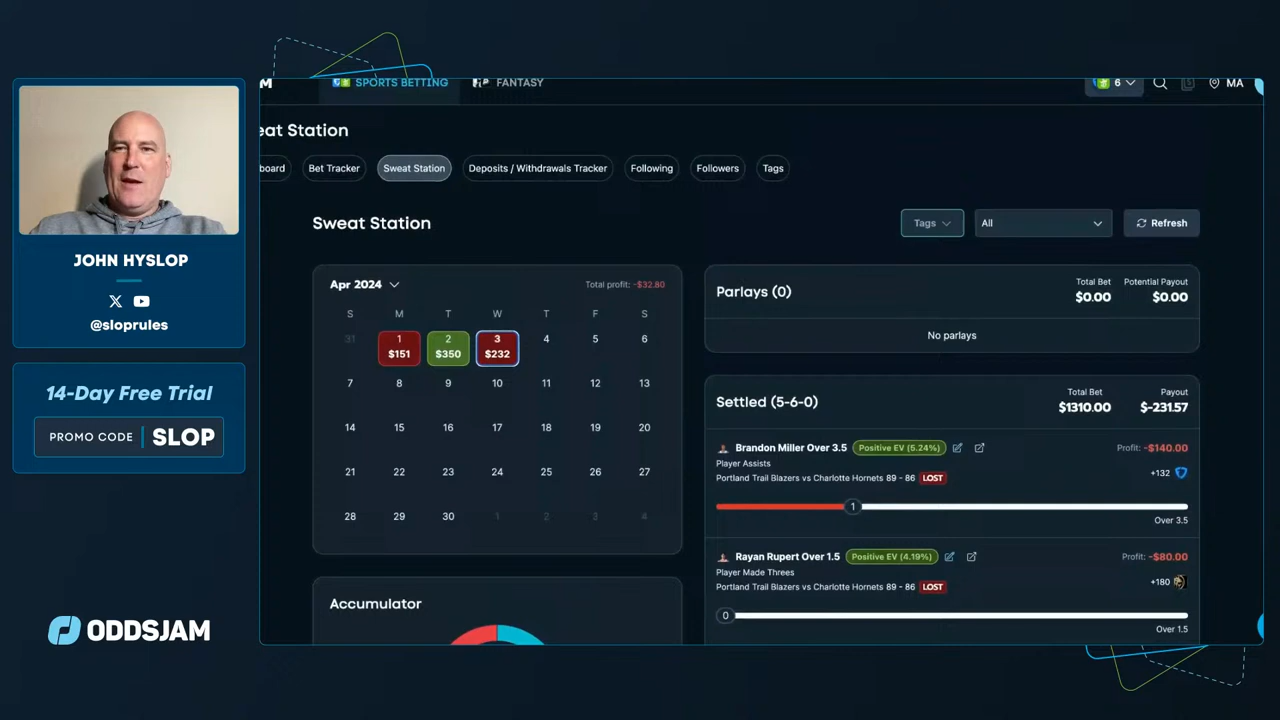 M
SPORTS BETTING
FANTASY
6
MA
eat Station
board
Bet Tracker
Sweat Station
Deposits / Withdrawals Tracker
Following
Followers
Tags
Sweat Station
Tags
All
Refresh
JOHN HYSLOP
@sloprules
14-Day Free Trial
PROMO CODE
SLOP
ODDSJAM
Apr 2024
Total profit: -$32.80
S M T W T F S
31 1 2 3 4 5 6
$151 $350 $232
7 8 9 10 11 12 13
14 15 16 17 18 19 20
21 22 23 24 25 26 27
28 29 30 1 2 3 4
Accumulator
Parlays (0)
Total Bet
$0.00
Potential Payout
$0.00
No parlays
Settled (5-6-0)
Total Bet
$1310.00
Payout
$-231.57
Brandon Miller Over 3.5
Positive EV (5.24%)
Profit: -$140.00
Player Assists
Portland Trail Blazers vs Charlotte Hornets 89 - 86 LOST
+132
1
Over 3.5
Rayan Rupert Over 1.5
Positive EV (4.19%)
Profit: -$80.00
Player Made Threes
Portland Trail Blazers vs Charlotte Hornets 89 - 86 LOST
+180
0
Over 1.5